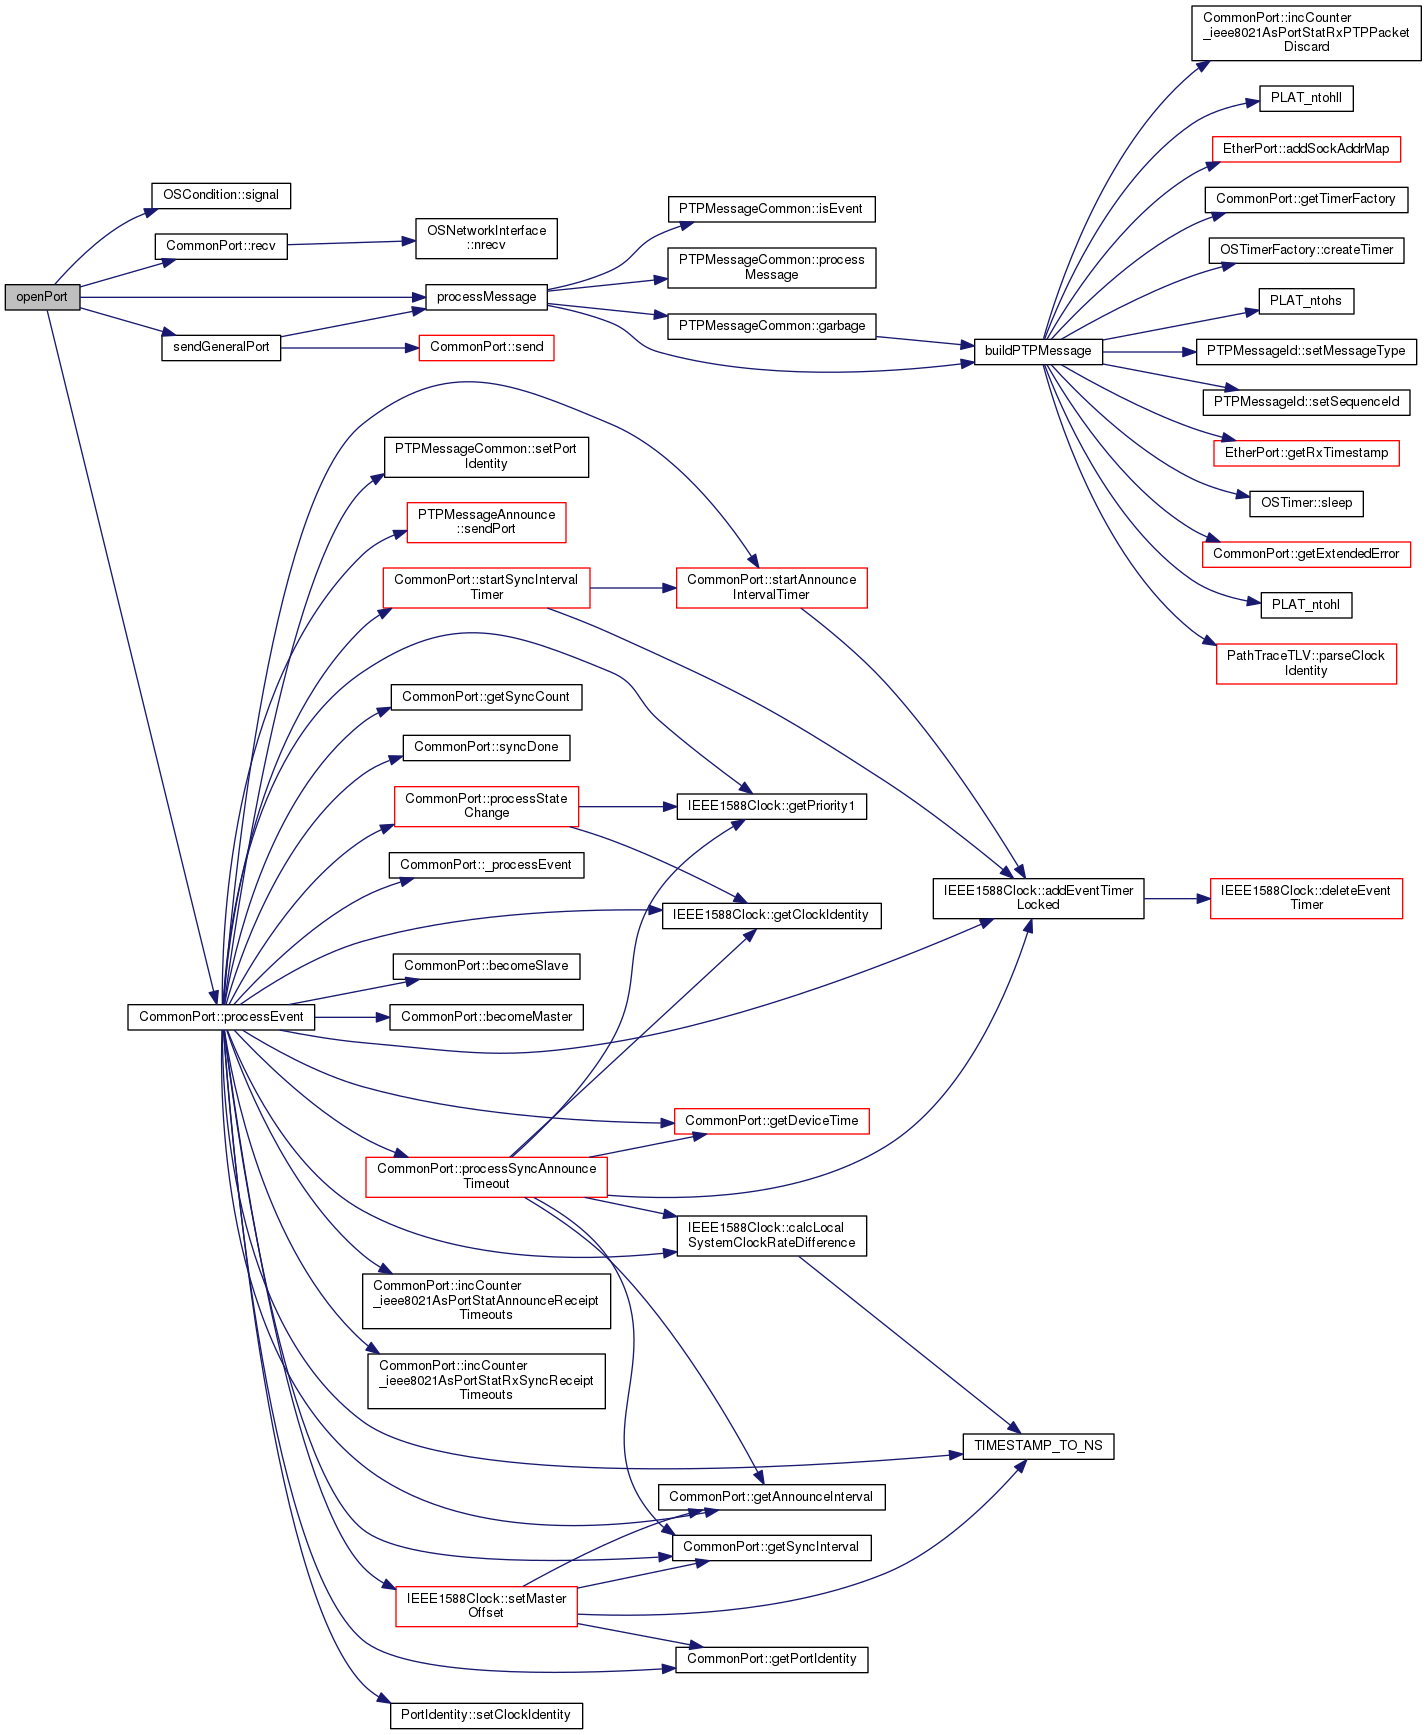 openPort
OSCondition::signal
CommonPort::recv
sendGeneralPort
CommonPort::processEvent
OSNetworkInterface
::nrecv
processMessage
CommonPort::send
PTPMessageCommon::isEvent
PTPMessageCommon::process
Message
PTPMessageCommon::garbage
buildPTPMessage
CommonPort::incCounter
_ieee8021AsPortStatRxPTPPacket
Discard
PLAT_ntohll
EtherPort::addSockAddrMap
CommonPort::getTimerFactory
OSTimerFactory::createTimer
PLAT_ntohs
PTPMessageId::setMessageType
PTPMessageId::setSequenceId
EtherPort::getRxTimestamp
OSTimer::sleep
CommonPort::getExtendedError
PLAT_ntohl
PathTraceTLV::parseClock
Identity
PTPMessageCommon::setPort
Identity
PTPMessageAnnounce
::sendPort
CommonPort::startSyncInterval
Timer
CommonPort::startAnnounce
IntervalTimer
CommonPort::getSyncCount
CommonPort::syncDone
CommonPort::processState
Change
IEEE1588Clock::getPriority1
CommonPort::_processEvent
IEEE1588Clock::getClockIdentity
IEEE1588Clock::addEventTimer
Locked
IEEE1588Clock::deleteEvent
Timer
CommonPort::becomeSlave
CommonPort::becomeMaster
CommonPort::getDeviceTime
CommonPort::processSyncAnnounce
Timeout
IEEE1588Clock::calcLocal
SystemClockRateDifference
CommonPort::incCounter
_ieee8021AsPortStatAnnounceReceipt
Timeouts
CommonPort::incCounter
_ieee8021AsPortStatRxSyncReceipt
Timeouts
TIMESTAMP_TO_NS
CommonPort::getAnnounceInterval
CommonPort::getSyncInterval
IEEE1588Clock::setMaster
Offset
CommonPort::getPortIdentity
PortIdentity::setClockIdentity